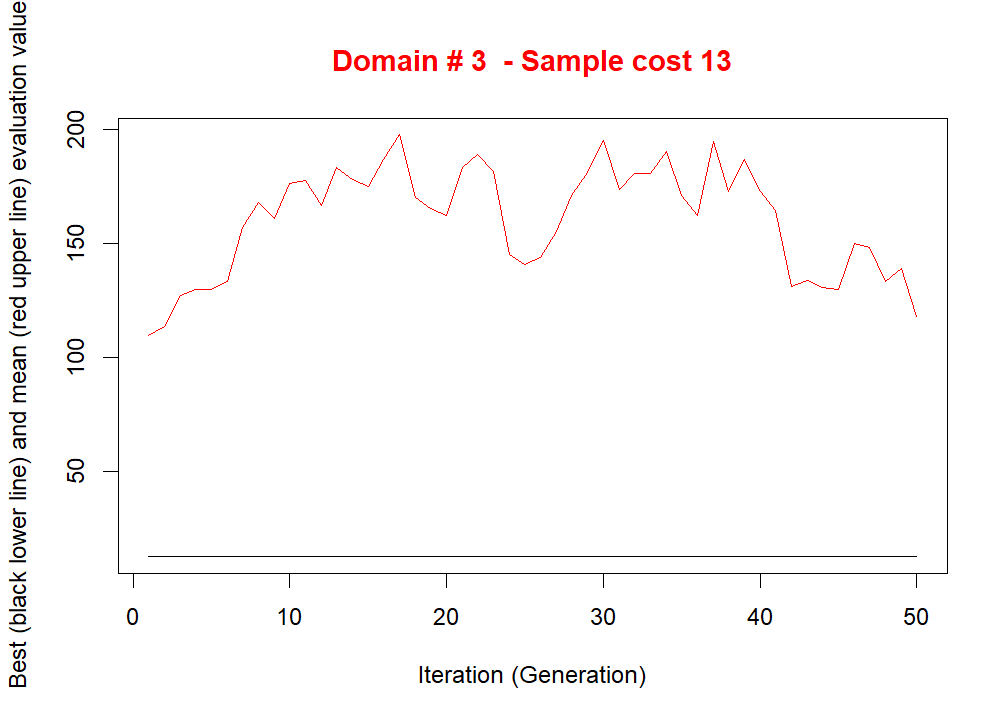 Domain # 3  - Sample cost 13
Best (black lower line) and mean (red upper line) evaluation value
200
150
100
50
0 10 20 30 40 50
Iteration (Generation)